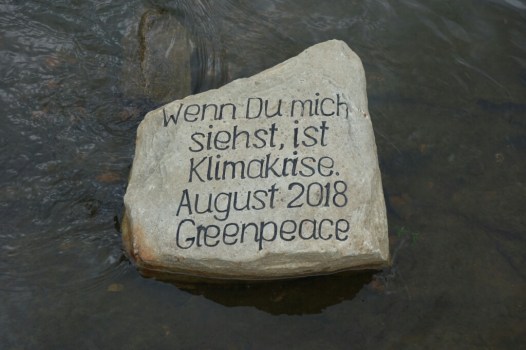 Wenn Du mich
siehst, ist
Klimakrise.
August 2018
Greenpeace